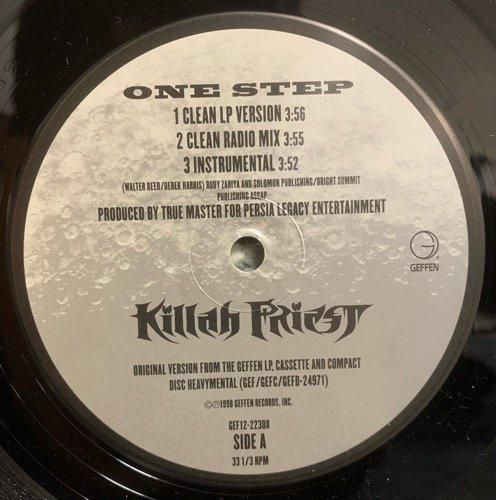 ONE STEP
1 CLEAN LP VERSION 3:56
2 CLEAN RADIO MIX 3:55
3 INSTRUMENTAL 3:52
(WALTER REED/DEREK HARRIS) RUBY ZARIYA AND SOLOMON PUBLISHING/BRIGHT SUMMIT
PUBLISHING ASCAP
PRODUCED BY TRUE MASTER FOR PERSIA LEGACY ENTERTAINMENT
G
GEFFEN
Killah Priest
ORIGINAL VERSION FROM THE GEFFEN LP, CASSETTE AND COMPACT
DISC HEAVYMENTAL (GEF/GEFC/GEFD-24971)
©℗1998 GEFFEN RECORDS, INC.
GEF12-22308
SIDE A
33 1/3 RPM